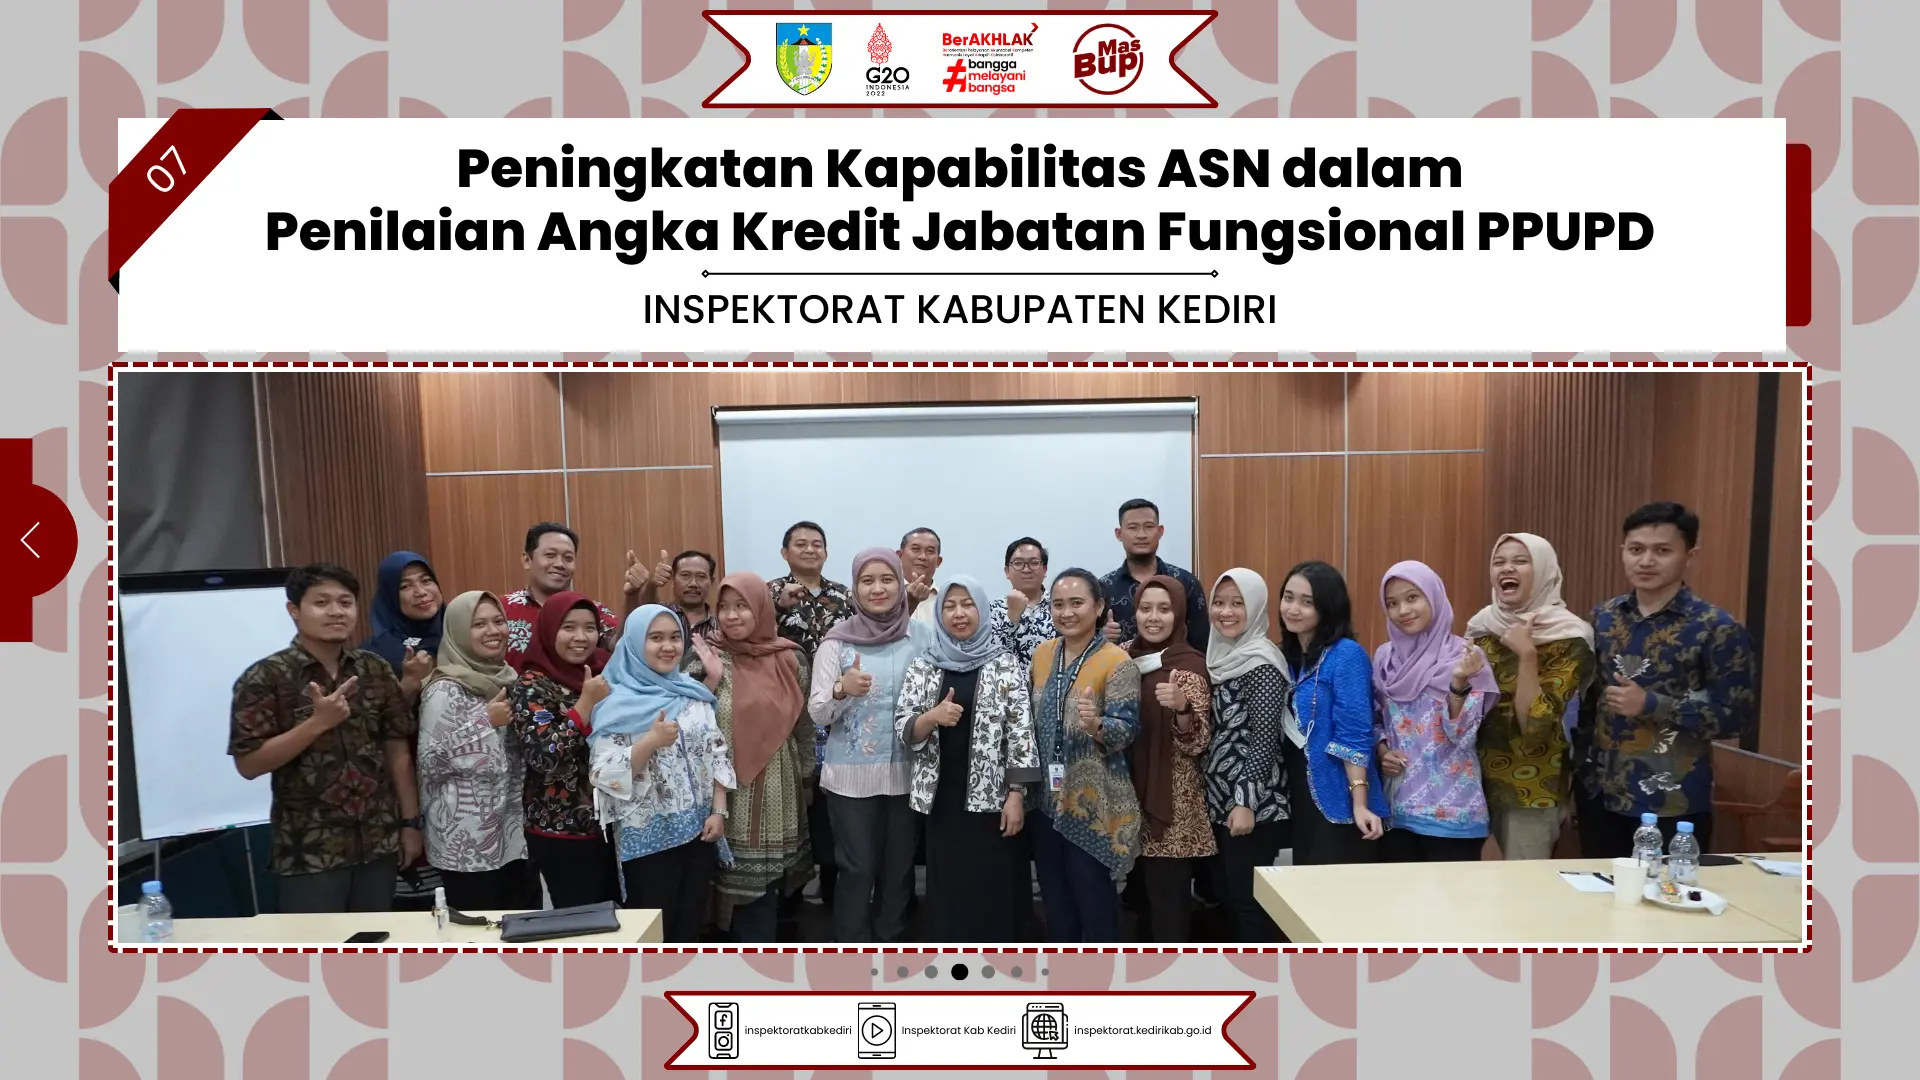 G20
INDONESIA
2022
BerAKHLAK
#bangga
melayani
bangsa
Mas
Bup
07
Peningkatan Kapabilitas ASN dalam
Penilaian Angka Kredit Jabatan Fungsional PPUPD
INSPEKTORAT KABUPATEN KEDIRI
inspektoratkabkediri
Inspektorat Kab Kediri
inspektorat.kedirikab.go.id